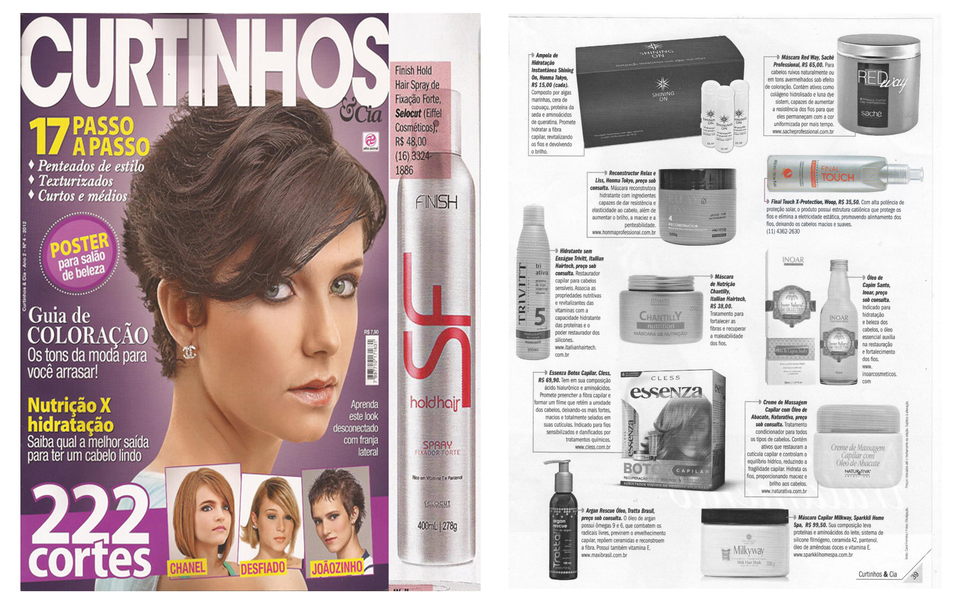 CURTINHOS
& Cia
17 PASSO
A PASSO
♦ Penteados de estilo
♦ Texturizados
♦ Curtos e médios
POSTER
para salão
de beleza
Curtinhos & Cia - Ano 2 - Nº 4 - 2010
Guia de
COLORAÇÃO
Os tons da moda para
você arrasar!
R$ 7,90
Nutrição X
hidratação
Saiba qual a melhor saída
para ter um cabelo lindo
Aprenda
este look
desconectado
com franja
lateral
222
cortes
CHANEL
DESFIADO
JOÃOZINHO
Finish Hold
Hair Spray de
Fixação Forte,
Selocut (Eiffel
Cosméticos),
R$ 48,00
(16) 3324-
1886
FINISH
SF
holdhair
SPRAY
FIXADOR FORTE
400mL | 278g
Ampola de
Hidratação
Instantânea Shining
On, Honma Tokyo,
R$ 15,00 (cada).
Composto por algas
marinhas, cera de
cupuaçu, proteína da
seda e aminoácidos
de queratina. Promete
hidratar a fibra
capilar, revitalizando
os fios e devolvendo
o brilho.
SHINING
ON
SHINING
ON
Máscara Red Way, Sachê
Professional, R$ 65,00. Para
cabelos ruivos naturalmente ou
em tons avermelhados sob efeito
de coloração. Contém ativos como
colágeno hidrolisado e luna dye
sistem, capazes de aumentar
a resistência dos fios para que
eles permaneçam com a cor
uniformizada por mais tempo.
www.sacheprofessional.com.br
RED
way
sachê
Reconstructor Relax e
Liss, Honma Tokyo, preço sob
consulta. Máscara reconstrutora
hidratante com ingredientes
capazes de dar resistência e
elasticidade ao cabelo, além de
aumentar o brilho, a maciez e a
permeabilidade.
www.honmaprofessional.com.br
4
RECONSTRUCTOR
FINAL
TOUCH
Final Touch X-Protection, Woop, R$ 35,50. Com alta potência de
proteção solar, o produto possui estrutura catiônica que protege os
fios e elimina a eletricidade estática, promovendo alinhamento dos
fios, deixando os cabelos macios e suaves.
(11) 4362-2630
TRIVITT
5
Hidratante sem
Enxágue Trivitt, Itallian
Hairtech, preço sob
consulta. Restaurador
capilar para cabelos
sensíveis. Associa as
propriedades nutritivas
e revitalizantes das
vitaminas com a
capacidade hidratante
das proteínas e o
poder restaurador dos
silicones.
www.itallianhairtech.
com.br
CHANTILLY
NUTRITION
MÁSCARA DE NUTRIÇÃO
Máscara
de Nutrição
Chantilly,
Itallian Hairtech,
R$ 38,00.
Tratamento para
fortalecer as
fibras e recuperar
a maleabilidade
dos fios.
INOAR
INOAR
Óleo de
Capim Santo,
Inoar, preço
sob consulta.
Indicado para
hidratação
e beleza dos
cabelos, o óleo
essencial auxilia
na restauração
e fortalecimento
dos fios.
www.
inoarcosmeticos.
com
Essenza Botox Capilar, Cless,
R$ 69,90. Tem em sua composição
ácido hialurônico e aminoácidos.
Promete preencher a fibra capilar e
formar um filme que retém a umidade
dos cabelos, deixando-os mais fortes,
macios e totalmente selados em
suas cutículas. Indicado para fios
sensibilizados e danificados por
tratamentos químicos.
www.cless.com.br
CLESS
essenza
essenza
BOTOX
CAPILAR
Creme de Massagem
Capilar com Óleo de
Abacate, Naturativa, preço
sob consulta. Tratamento
condicionador para todos
os tipos de cabelos. Contém
ativos que restauram a
cutícula capilar e controlam o
equilíbrio hídrico, reduzindo a
fragilidade capilar. Hidrata os
fios, proporcionando maciez e
brilho aos cabelos.
www.naturativa.com.br
Creme de Massagem
Capilar com
Óleo de Abacate
NATURATIVA
argan
rescue
Trotta
Argan Rescue Óleo, Trotta Brasil,
preço sob consulta. O óleo de argan
possui ômegas 9 e 6, que combatem os
radicais livres, previnem o envelhecimento
capilar, repõem ceramidas e reconstroem a
fibra. Possui também vitamina E.
www.maxibrasil.com.br
Milkyway
Máscara Capilar Milkway, Sparkkli Home
Spa, R$ 99,50. Sua composição leva
proteínas e aminoácidos do leite, sistema de
silicone filmógeno, ceramida A2, pantenol,
óleo de amêndoas doces e vitamina E.
www.sparkklihomespa.com.br
Curtinhos & Cia
39